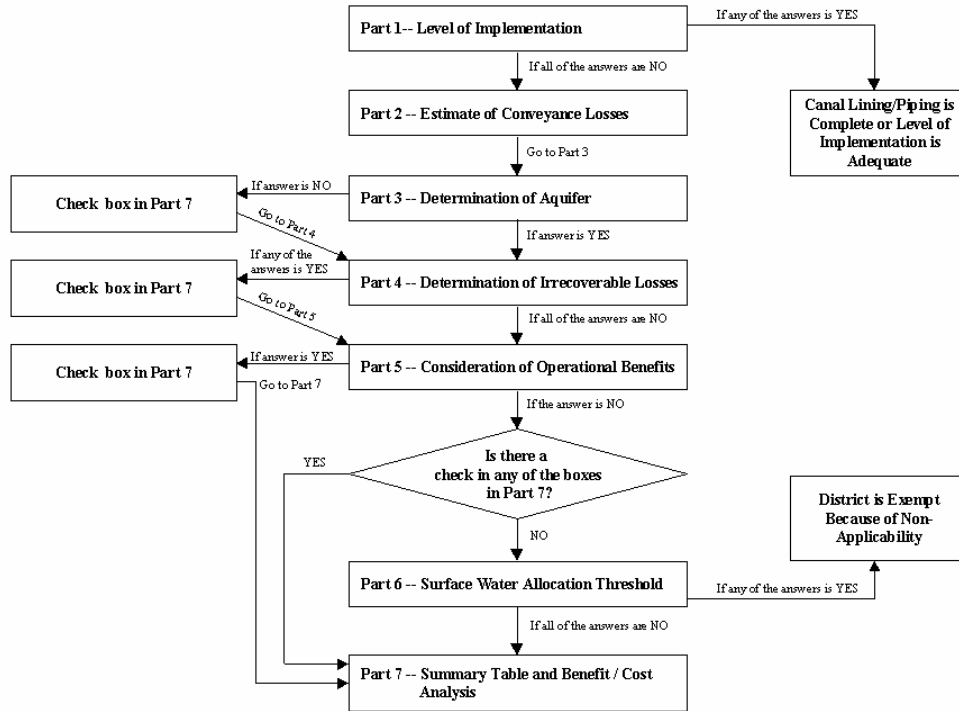 Part 1-- Level of Implementation
If any of the answers is YES
If all of the answers are NO
Canal Lining/Piping is
Complete or Level of
Implementation is
Adequate
Part 2 -- Estimate of Conveyance Losses
Go to Part 3
Check box in Part 7
If answer is NO
Part 3 -- Determination of Aquifer
Go to Part 4
If answer is YES
Check box in Part 7
If any of the
answers is YES
Part 4 -- Determination of Irrecoverable Losses
Go to Part 5
If all of the answers are NO
Check box in Part 7
If answer is YES
Part 5 -- Consideration of Operational Benefits
Go to Part 7
If the answer is NO
YES
Is there a
check in any of the boxes
in Part 7?
NO
District is Exempt
Because of Non-
Applicability
Part 6 -- Surface Water Allocation Threshold
If any of the answers is YES
If all of the answers are NO
Part 7 -- Summary Table and Benefit / Cost
Analysis